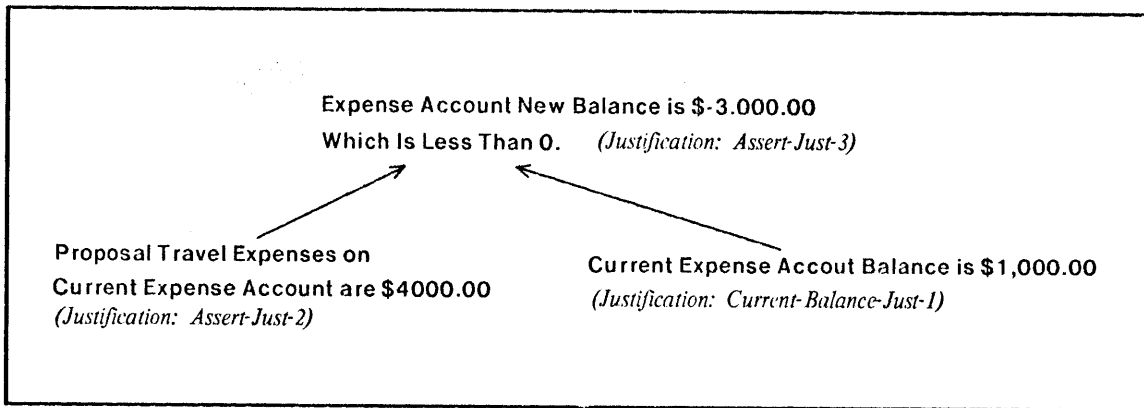 Expense Account New Balance is $-3.000.00
Which Is Less Than 0. (Justification: Assert-Just-3)
Proposal Travel Expenses on
Current Expense Account are $4000.00
(Justification: Assert-Just-2)
Current Expense Accout Balance is $1,000.00
(Justification: Current-Balance-Just-1)